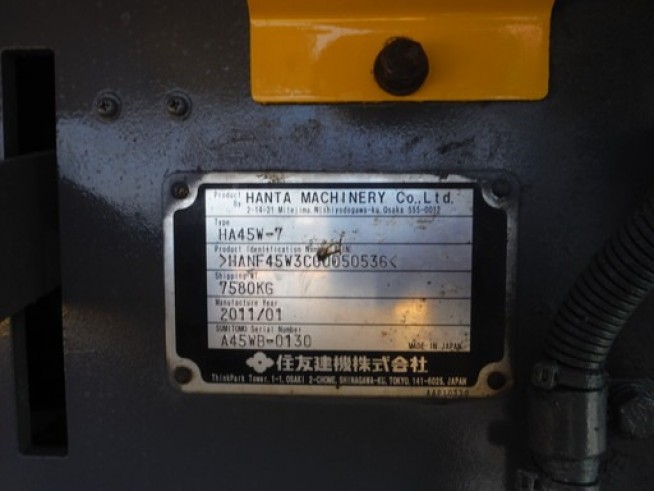 Product By HANTA MACHINERY Co.,Ltd.
2-14-21 Mitejima,Nishiyodogawa-ku,Osaka 555-0012
Type
HA45W-7
Product Identification Number(PIN)
>HANF45W3C00050536<
Shipping WT
7580KG
Manufacture Year
2011/01
SUMITOMO Serial Number
A45WB-0130
MADE IN JAPAN
住友建機株式会社
ThinkPark Tower, 1-1, OSAKI 2-CHOME, SHINAGAWA-KU, TOKYO, 141-6025, JAPAN